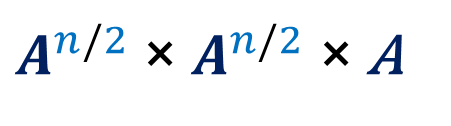 A^{n/2} × A^{n/2} × A